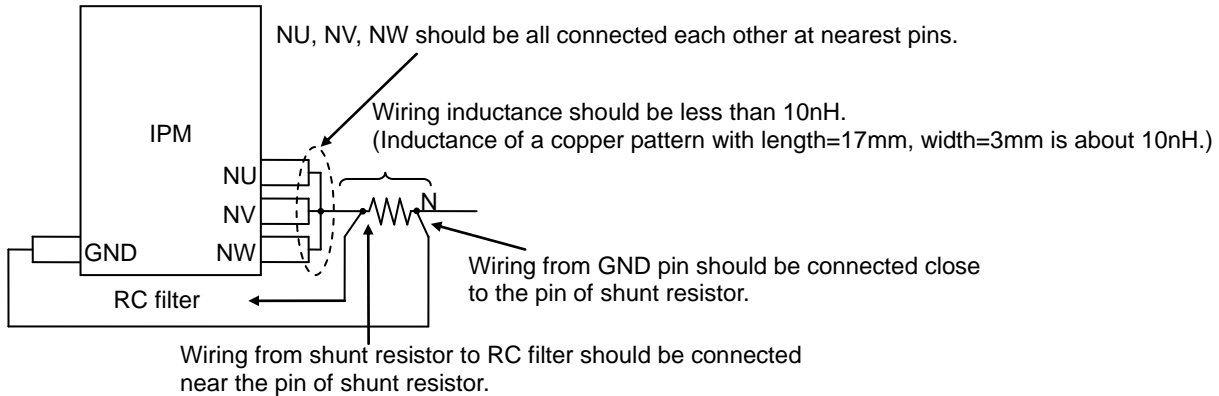 NU, NV, NW should be all connected each other at nearest pins.
Wiring inductance should be less than 10nH.
(Inductance of a copper pattern with length=17mm, width=3mm is about 10nH.)
IPM
NU
NV
NW
N
GND
Wiring from GND pin should be connected close
to the pin of shunt resistor.
RC filter
Wiring from shunt resistor to RC filter should be connected
near the pin of shunt resistor.